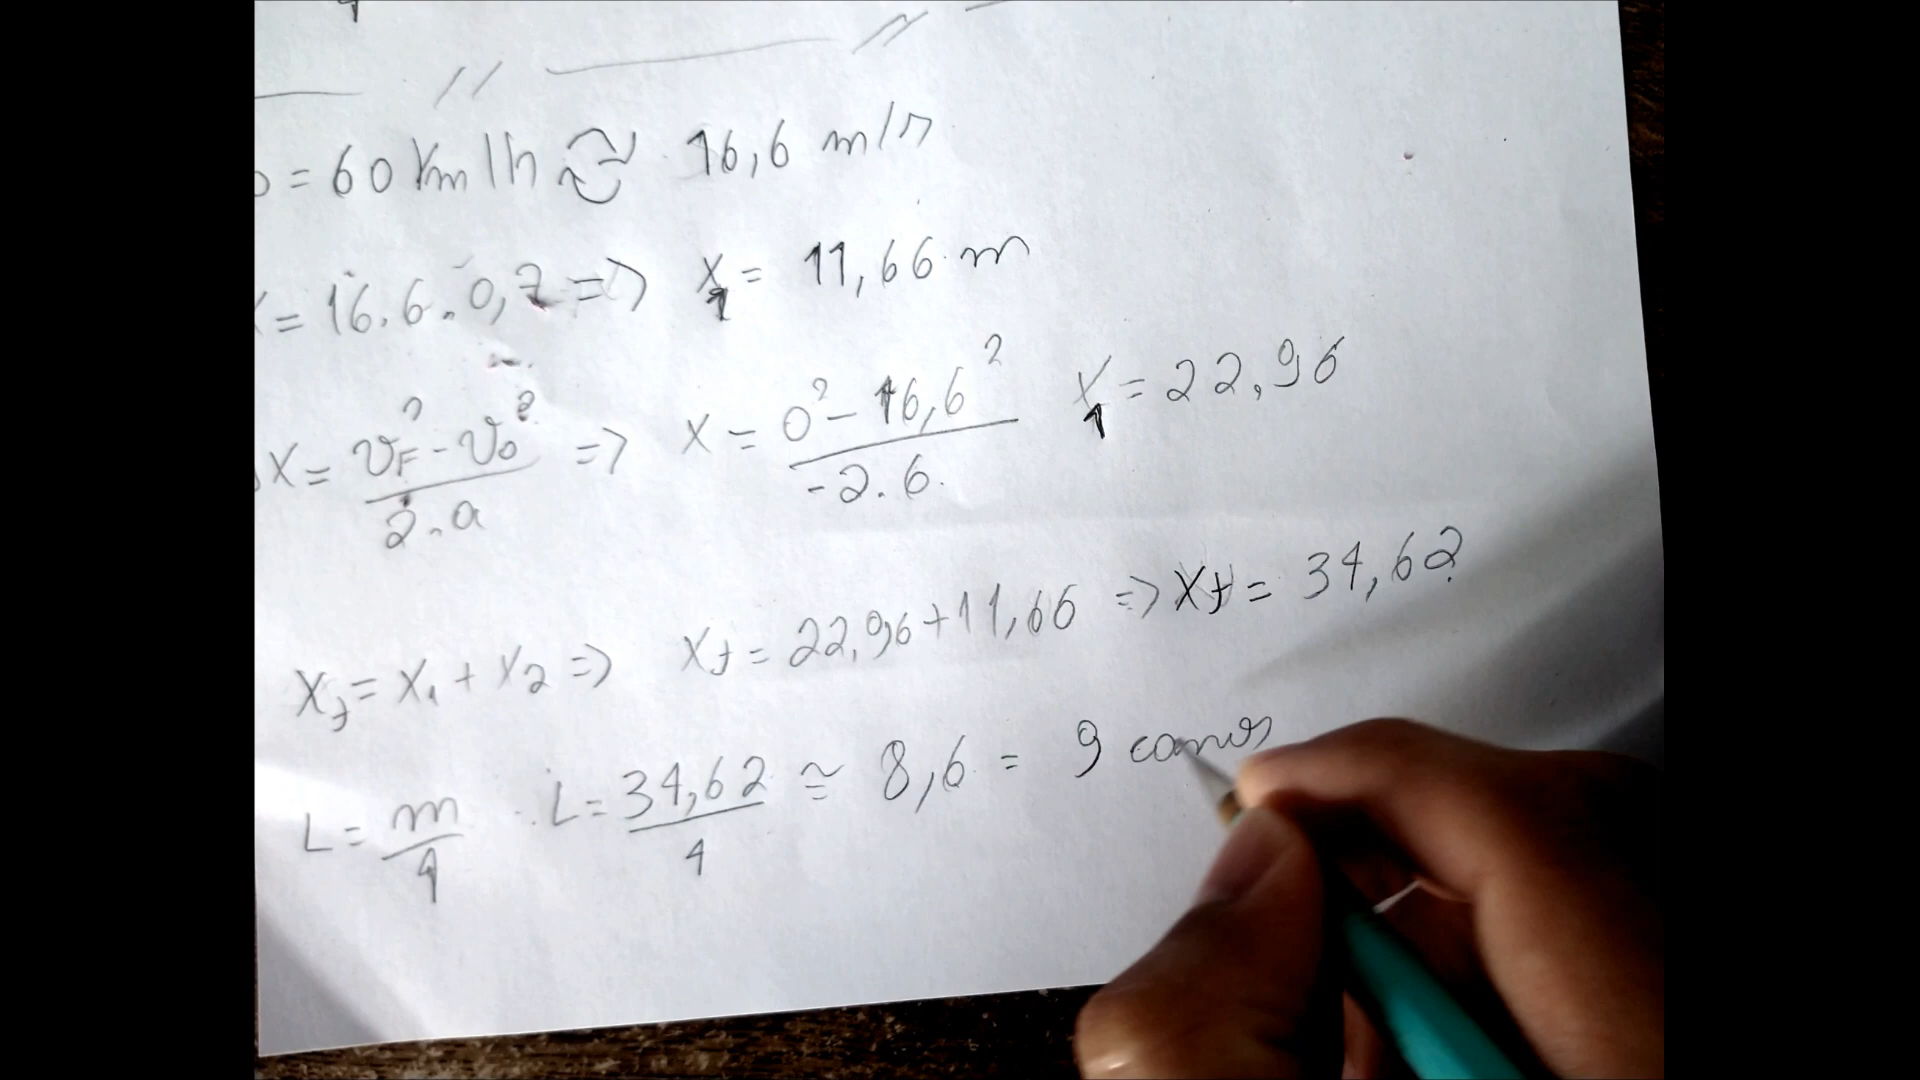 = 60 Km/h ≅ 16,6 m/s
= 16,6 . 0,7 => X1 = 11,66 m
X = VF² - Vo² / 2.a => X = 0² - 16,6² / -2.6 X1 = 22,96
Xt = X1 + X2 => Xt = 22,96 + 11,66 => Xt = 34,62
L = m/4 L = 34,62/4 ≅ 8,6 = 9 carros